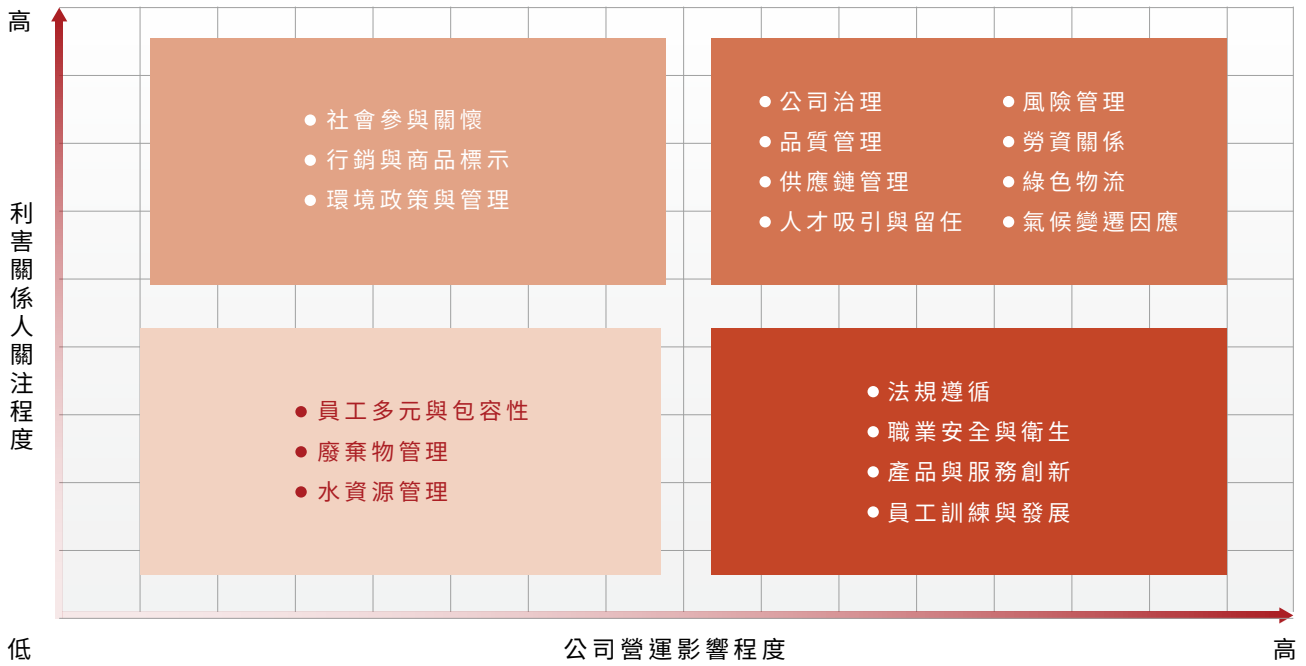 高
利害關係人關注程度
社會參與關懷
行銷與商品標示
環境政策與管理
公司治理
品質管理
供應鏈管理
人才吸引與留任
風險管理
勞資關係
綠色物流
氣候變遷因應
員工多元與包容性
廢棄物管理
水資源管理
法規遵循
職業安全與衛生
產品與服務創新
員工訓練與發展
低
公司營運影響程度
高